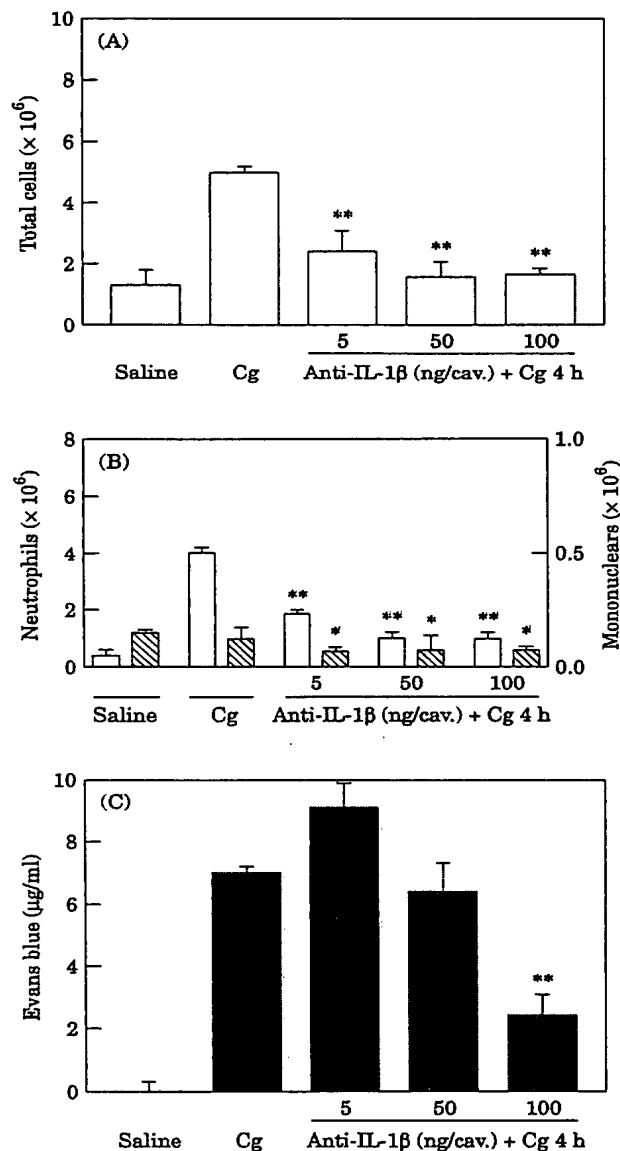 (A)
Total cells (× 10⁶)
10
8
6
4
2
0
** ** **
5 50 100
Saline Cg Anti-IL-1β (ng/cav.) + Cg 4 h
(B)
Neutrophils (× 10⁶)
8
6
4
2
0
Mononuclears (× 10⁶)
1.0
0.5
0.0
** * ** * ** *
5 50 100
Saline Cg Anti-IL-1β (ng/cav.) + Cg 4 h
(C)
Evans blue (µg/ml)
10
8
6
4
2
0
**
5 50 100
Saline Cg Anti-IL-1β (ng/cav.) + Cg 4 h